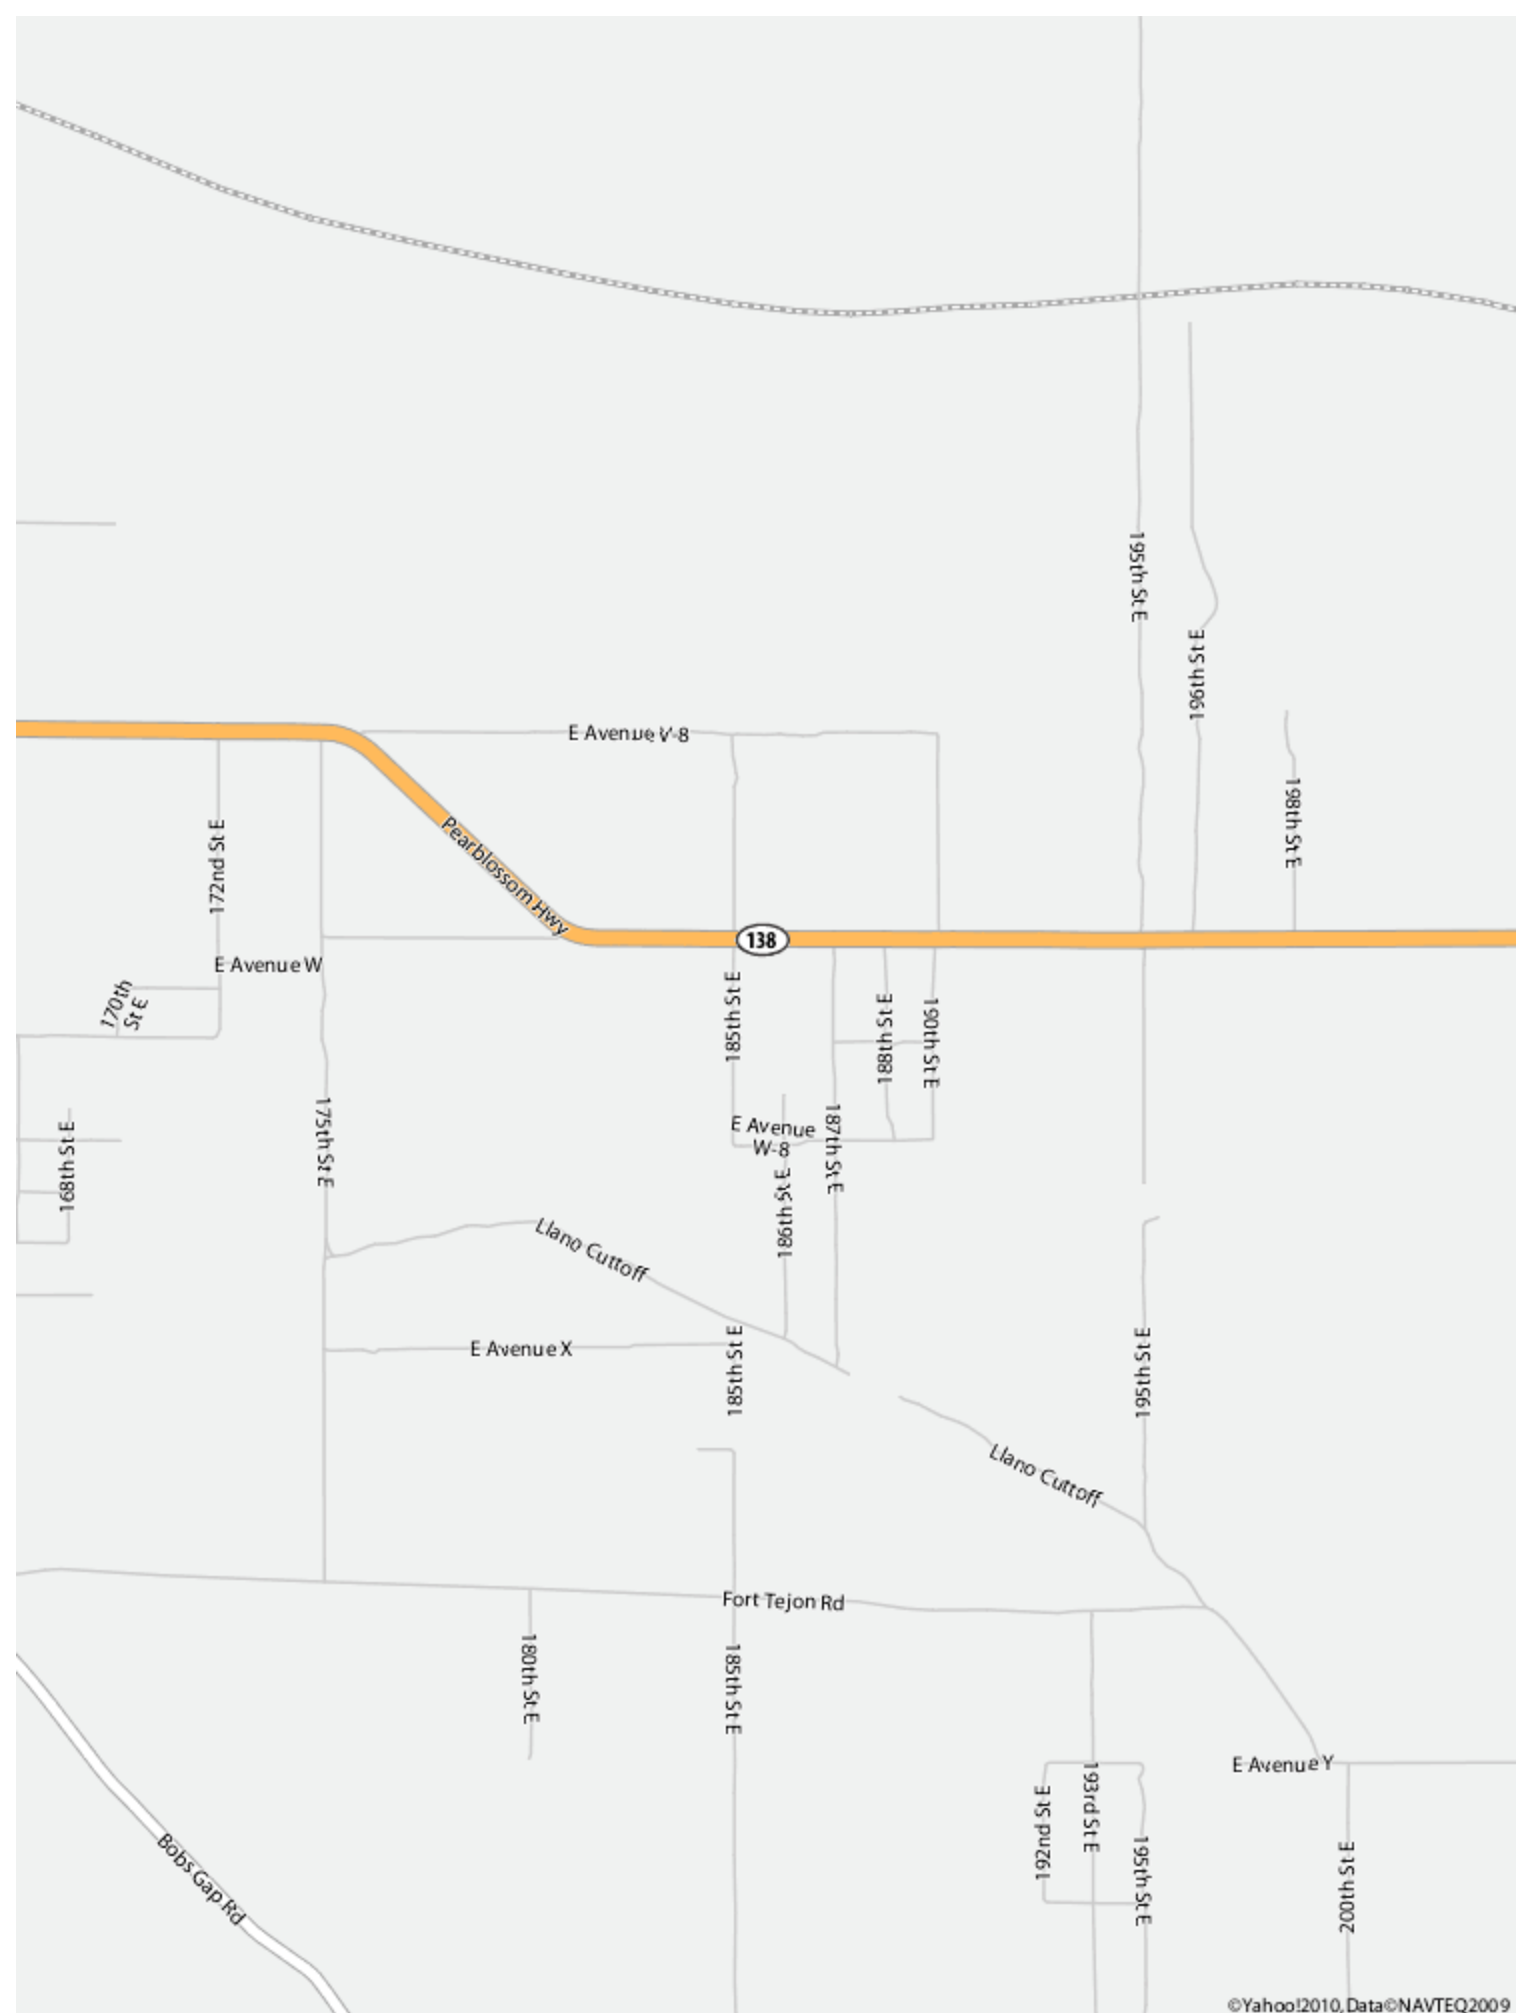 195th St E
196th St E
E Avenue V-8
198th St E
172nd St E
Pearblossom Hwy
138
E Avenue W
170th
St E
185th St E
188th St E
190th St E
175th St E
168th St E
E Avenue
W-8
187th St E
186th St E
Llano Cuttoff
E Avenue X
185th St E
195th St E
Llano Cuttoff
Fort Tejon Rd
180th St E
185th St E
E Avenue Y
193rd St E
192nd St E
195th St E
200th St E
Bobs Gap Rd
©Yahoo!2010, Data©NAVTEQ2009